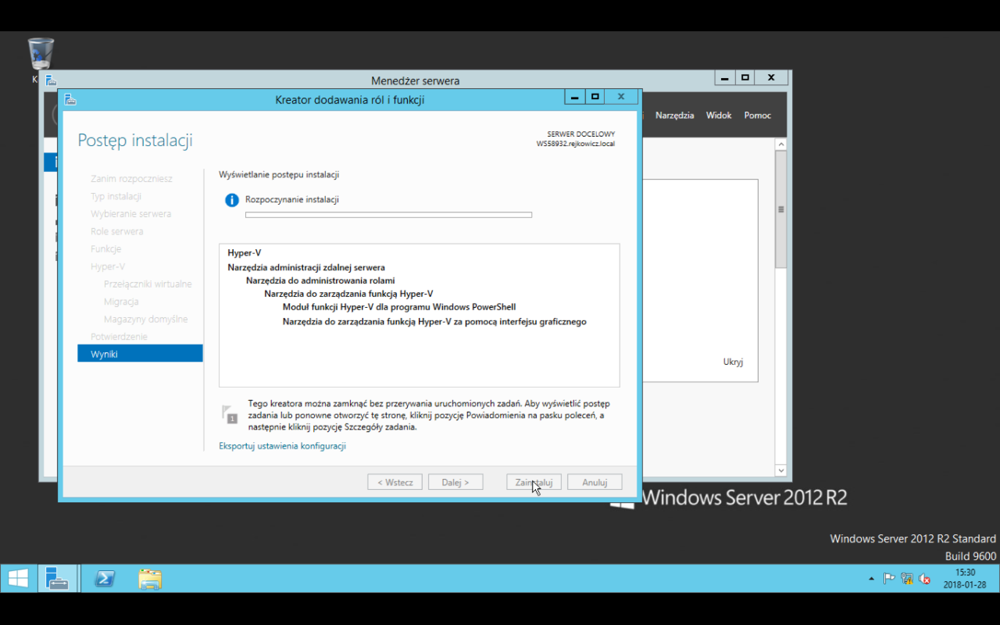 K
Menedżer serwera
Kreator dodawania ról i funkcji
Narzędzia Widok Pomoc
Postęp instalacji
SERWER DOCELOWY
WS58932.rejkowicz.local
Zanim rozpoczniesz
Typ instalacji
Wybieranie serwera
Role serwera
Funkcje
Hyper-V
Przełączniki wirtualne
Migracja
Magazyny domyślne
Potwierdzenie
Wyniki
Wyświetlanie postępu instalacji
Rozpoczynanie instalacji
Hyper-V
Narzędzia administracji zdalnej serwera
Narzędzia do administrowania rolami
Narzędzia do zarządzania funkcją Hyper-V
Moduł funkcji Hyper-V dla programu Windows PowerShell
Narzędzia do zarządzania funkcją Hyper-V za pomocą interfejsu graficznego
Ukryj
1
Tego kreatora można zamknąć bez przerywania uruchomionych zadań. Aby wyświetlić postęp
zadania lub ponowne otworzyć tę stronę, kliknij pozycję Powiadomienia na pasku poleceń, a
następnie kliknij pozycję Szczegóły zadania.
Eksportuj ustawienia konfiguracji
< Wstecz Dalej > Zainstaluj Anuluj
Windows Server 2012 R2
Windows Server 2012 R2 Standard
Build 9600
15:30
2018-01-28